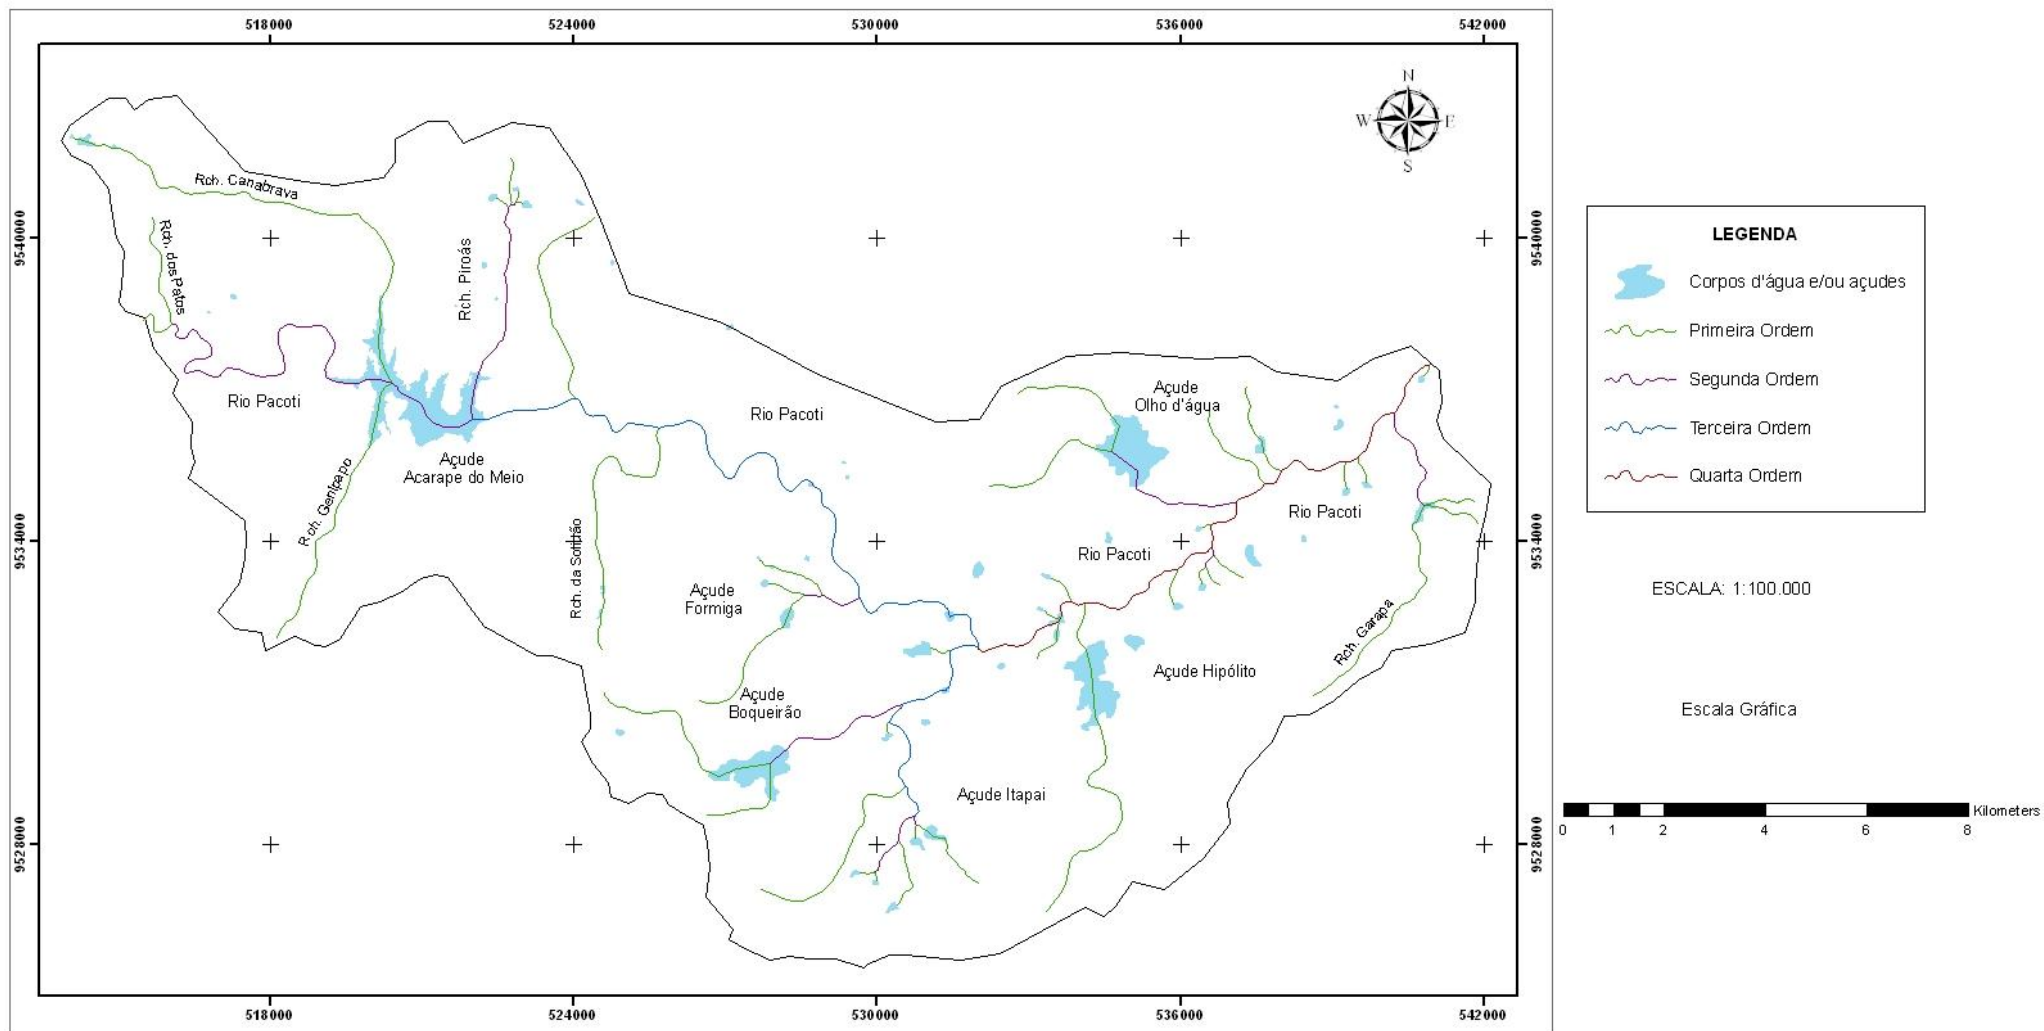 518000
524000
530000
536000
542000
N
W
E
S
Rch. Canabrava
Rch. dos Patos
Rch. Piroás
9540000
9540000
LEGENDA
Corpos d'água e/ou açudes
Primeira Ordem
Segunda Ordem
Terceira Ordem
Quarta Ordem
Rio Pacoti
Rio Pacoti
Açude
Olho d'água
Açude
Acarape do Meio
Rch. Genipapo
Rio Pacoti
Rio Pacoti
9534000
9534000
Rch. da Solidão
Açude
Formiga
ESCALA: 1:100.000
Rch. Garapa
Açude Hipólito
Açude
Boqueirão
Escala Gráfica
Açude Itapai
Kilometers
0
1
2
4
6
8
9528000
9528000
518000
524000
530000
536000
542000